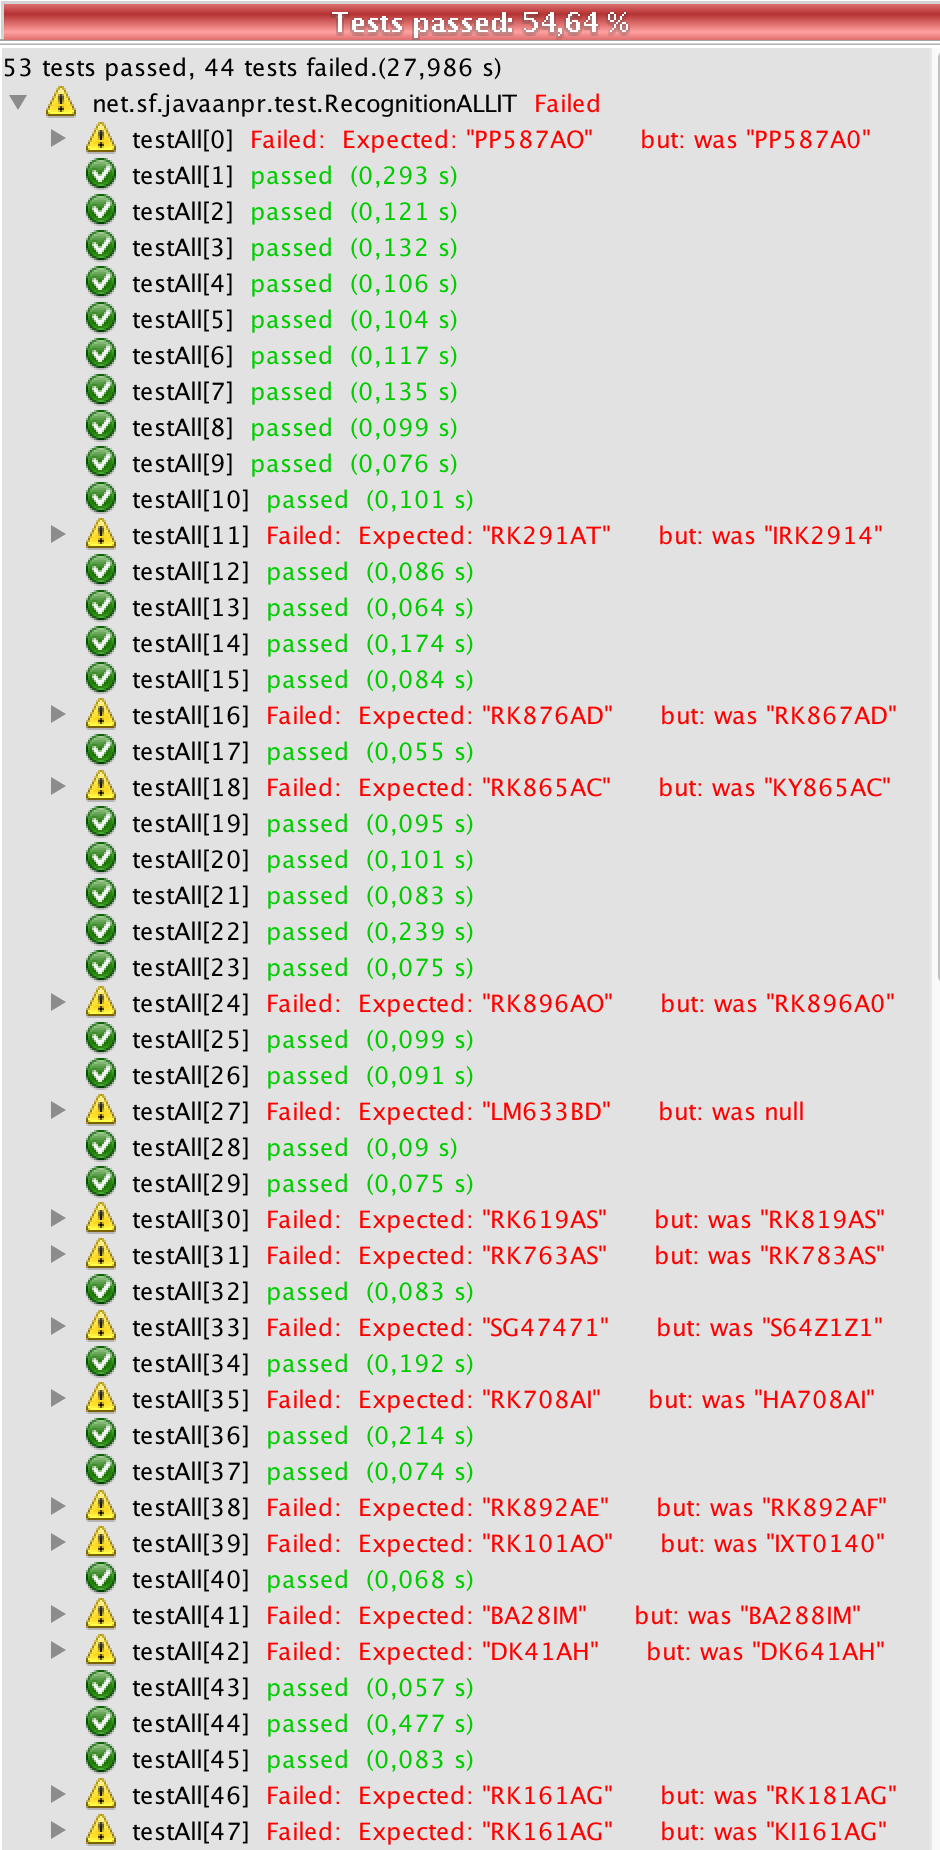 Tests passed: 54,64 %
53 tests passed, 44 tests failed.(27,986 s)
net.sf.javaanpr.test.RecognitionALLIT Failed
testAll[0] Failed: Expected: "PP587AO" but: was "PP587A0"
testAll[1] passed (0,293 s)
testAll[2] passed (0,121 s)
testAll[3] passed (0,132 s)
testAll[4] passed (0,106 s)
testAll[5] passed (0,104 s)
testAll[6] passed (0,117 s)
testAll[7] passed (0,135 s)
testAll[8] passed (0,099 s)
testAll[9] passed (0,076 s)
testAll[10] passed (0,101 s)
testAll[11] Failed: Expected: "RK291AT" but: was "IRK2914"
testAll[12] passed (0,086 s)
testAll[13] passed (0,064 s)
testAll[14] passed (0,174 s)
testAll[15] passed (0,084 s)
testAll[16] Failed: Expected: "RK876AD" but: was "RK867AD"
testAll[17] passed (0,055 s)
testAll[18] Failed: Expected: "RK865AC" but: was "KY865AC"
testAll[19] passed (0,095 s)
testAll[20] passed (0,101 s)
testAll[21] passed (0,083 s)
testAll[22] passed (0,239 s)
testAll[23] passed (0,075 s)
testAll[24] Failed: Expected: "RK896AO" but: was "RK896A0"
testAll[25] passed (0,099 s)
testAll[26] passed (0,091 s)
testAll[27] Failed: Expected: "LM633BD" but: was null
testAll[28] passed (0,09 s)
testAll[29] passed (0,075 s)
testAll[30] Failed: Expected: "RK619AS" but: was "RK819AS"
testAll[31] Failed: Expected: "RK763AS" but: was "RK783AS"
testAll[32] passed (0,083 s)
testAll[33] Failed: Expected: "SG47471" but: was "S64Z1Z1"
testAll[34] passed (0,192 s)
testAll[35] Failed: Expected: "RK708AI" but: was "HA708AI"
testAll[36] passed (0,214 s)
testAll[37] passed (0,074 s)
testAll[38] Failed: Expected: "RK892AE" but: was "RK892AF"
testAll[39] Failed: Expected: "RK101AO" but: was "IXT0140"
testAll[40] passed (0,068 s)
testAll[41] Failed: Expected: "BA28IM" but: was "BA288IM"
testAll[42] Failed: Expected: "DK41AH" but: was "DK641AH"
testAll[43] passed (0,057 s)
testAll[44] passed (0,477 s)
testAll[45] passed (0,083 s)
testAll[46] Failed: Expected: "RK161AG" but: was "RK181AG"
testAll[47] Failed: Expected: "RK161AG" but: was "KI161AG"